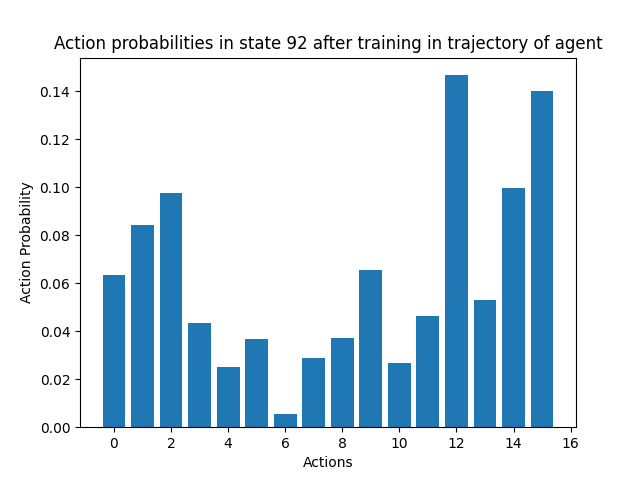 Action probabilities in state 92 after training in trajectory of agent
0.14
0.12
0.10
0.08
0.06
0.04
0.02
0.00
Action Probability
0 2 4 6 8 10 12 14 16
Actions